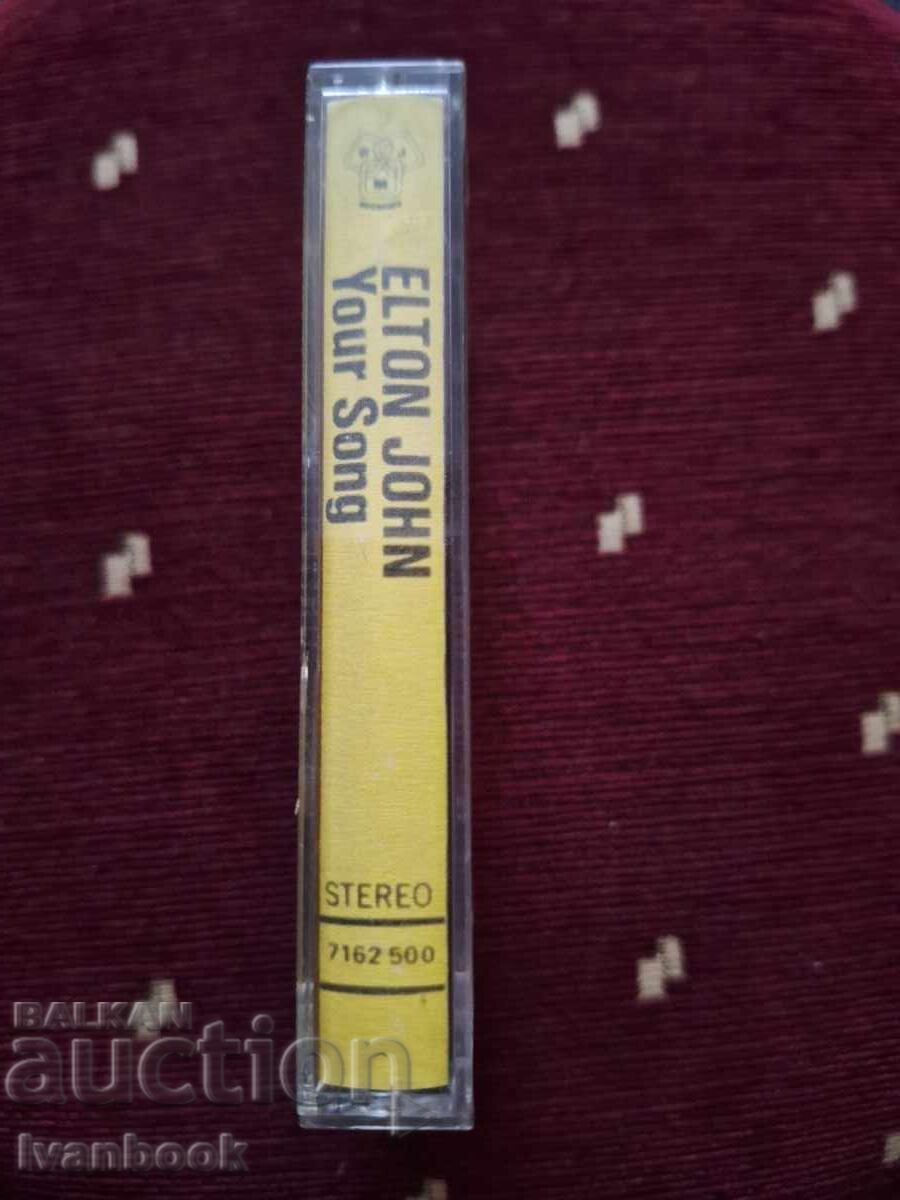 ELTON JOHN
Your Song
STEREO
7162 500
BALKAN
auction
Ivanbook